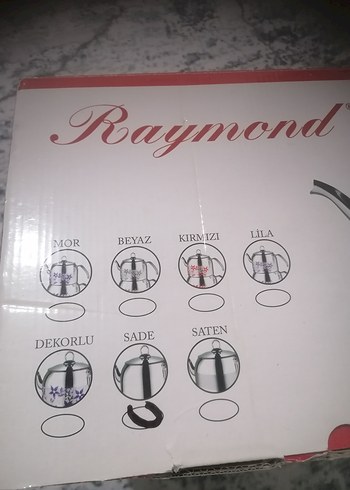 Raymond
MOR BEYAZ KIRMIZI LİLA
DEKORLU SADE SATEN